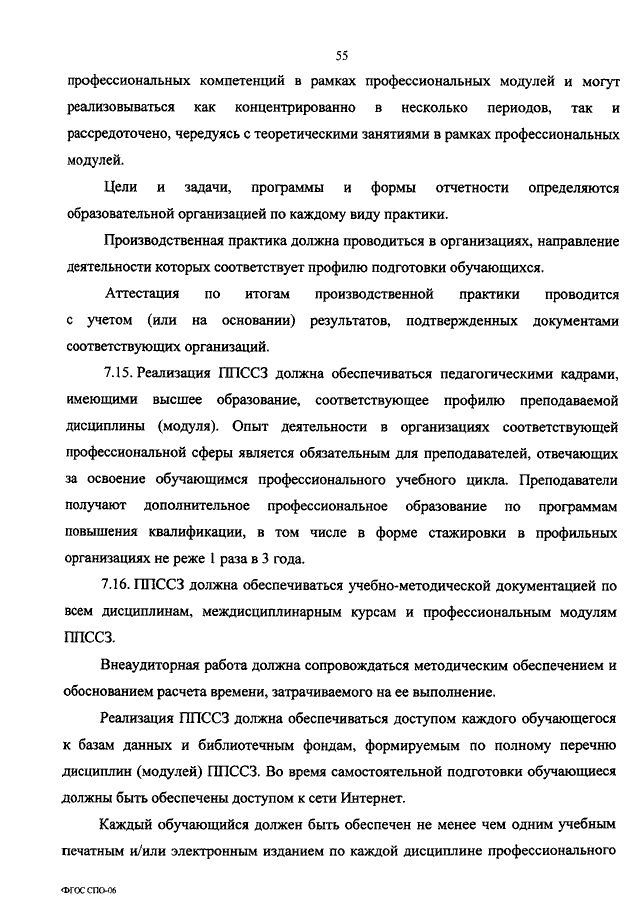 55
профессиональных компетенций в рамках профессиональных модулей и могут
реализовываться как концентрированно в несколько периодов, так и
рассредоточено, чередуясь с теоретическими занятиями в рамках профессиональных
модулей.
Цели и задачи, программы и формы отчетности определяются
образовательной организацией по каждому виду практики.
Производственная практика должна проводиться в организациях, направление
деятельности которых соответствует профилю подготовки обучающихся.
Аттестация по итогам производственной практики проводится
с учетом (или на основании) результатов, подтвержденных документами
соответствующих организаций.
7.15. Реализация ППССЗ должна обеспечиваться педагогическими кадрами,
имеющими высшее образование, соответствующее профилю преподаваемой
дисциплины (модуля). Опыт деятельности в организациях соответствующей
профессиональной сферы является обязательным для преподавателей, отвечающих
за освоение обучающимся профессионального учебного цикла. Преподаватели
получают дополнительное профессиональное образование по программам
повышения квалификации, в том числе в форме стажировки в профильных
организациях не реже 1 раза в 3 года.
7.16. ППССЗ должна обеспечиваться учебно-методической документацией по
всем дисциплинам, междисциплинарным курсам и профессиональным модулям
ППССЗ.
Внеаудиторная работа должна сопровождаться методическим обеспечением и
обоснованием расчета времени, затрачиваемого на ее выполнение.
Реализация ППССЗ должна обеспечиваться доступом каждого обучающегося
к базам данных и библиотечным фондам, формируемым по полному перечню
дисциплин (модулей) ППССЗ. Во время самостоятельной подготовки обучающиеся
должны быть обеспечены доступом к сети Интернет.
Каждый обучающийся должен быть обеспечен не менее чем одним учебным
печатным и/или электронным изданием по каждой дисциплине профессионального
ФГОС СПО-06